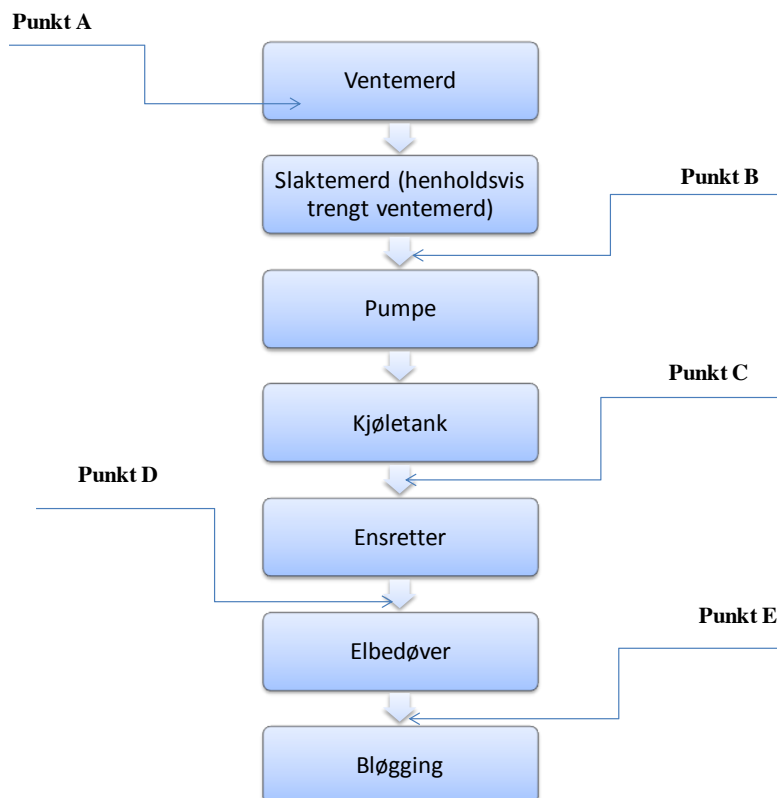 Punkt A
Ventemerd
Slaktemerd (henholdsvis
trengt ventemerd)
Punkt B
Pumpe
Punkt C
Kjøletank
Punkt D
Ensretter
Elbedøver
Punkt E
Bløgging